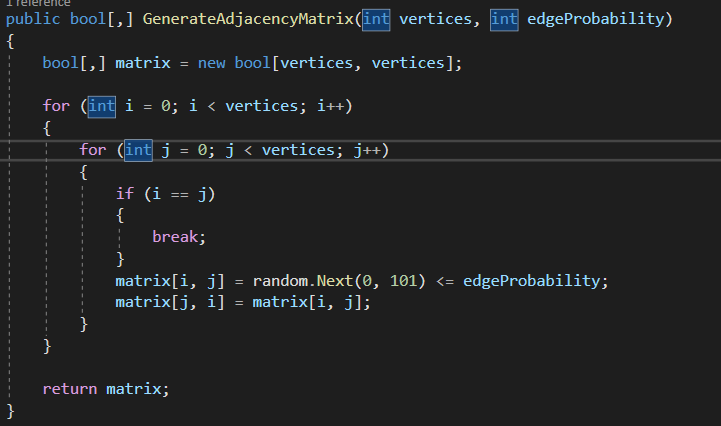 1 reference
public bool[,] GenerateAdjacencyMatrix(int vertices, int edgeProbability)
{
    bool[,] matrix = new bool[vertices, vertices];
    for (int i = 0; i < vertices; i++)
    {
        for (int j = 0; j < vertices; j++)
        {
            if (i == j)
            {
                break;
            }
            matrix[i, j] = random.Next(0, 101) <= edgeProbability;
            matrix[j, i] = matrix[i, j];
        }
    }
    return matrix;
}